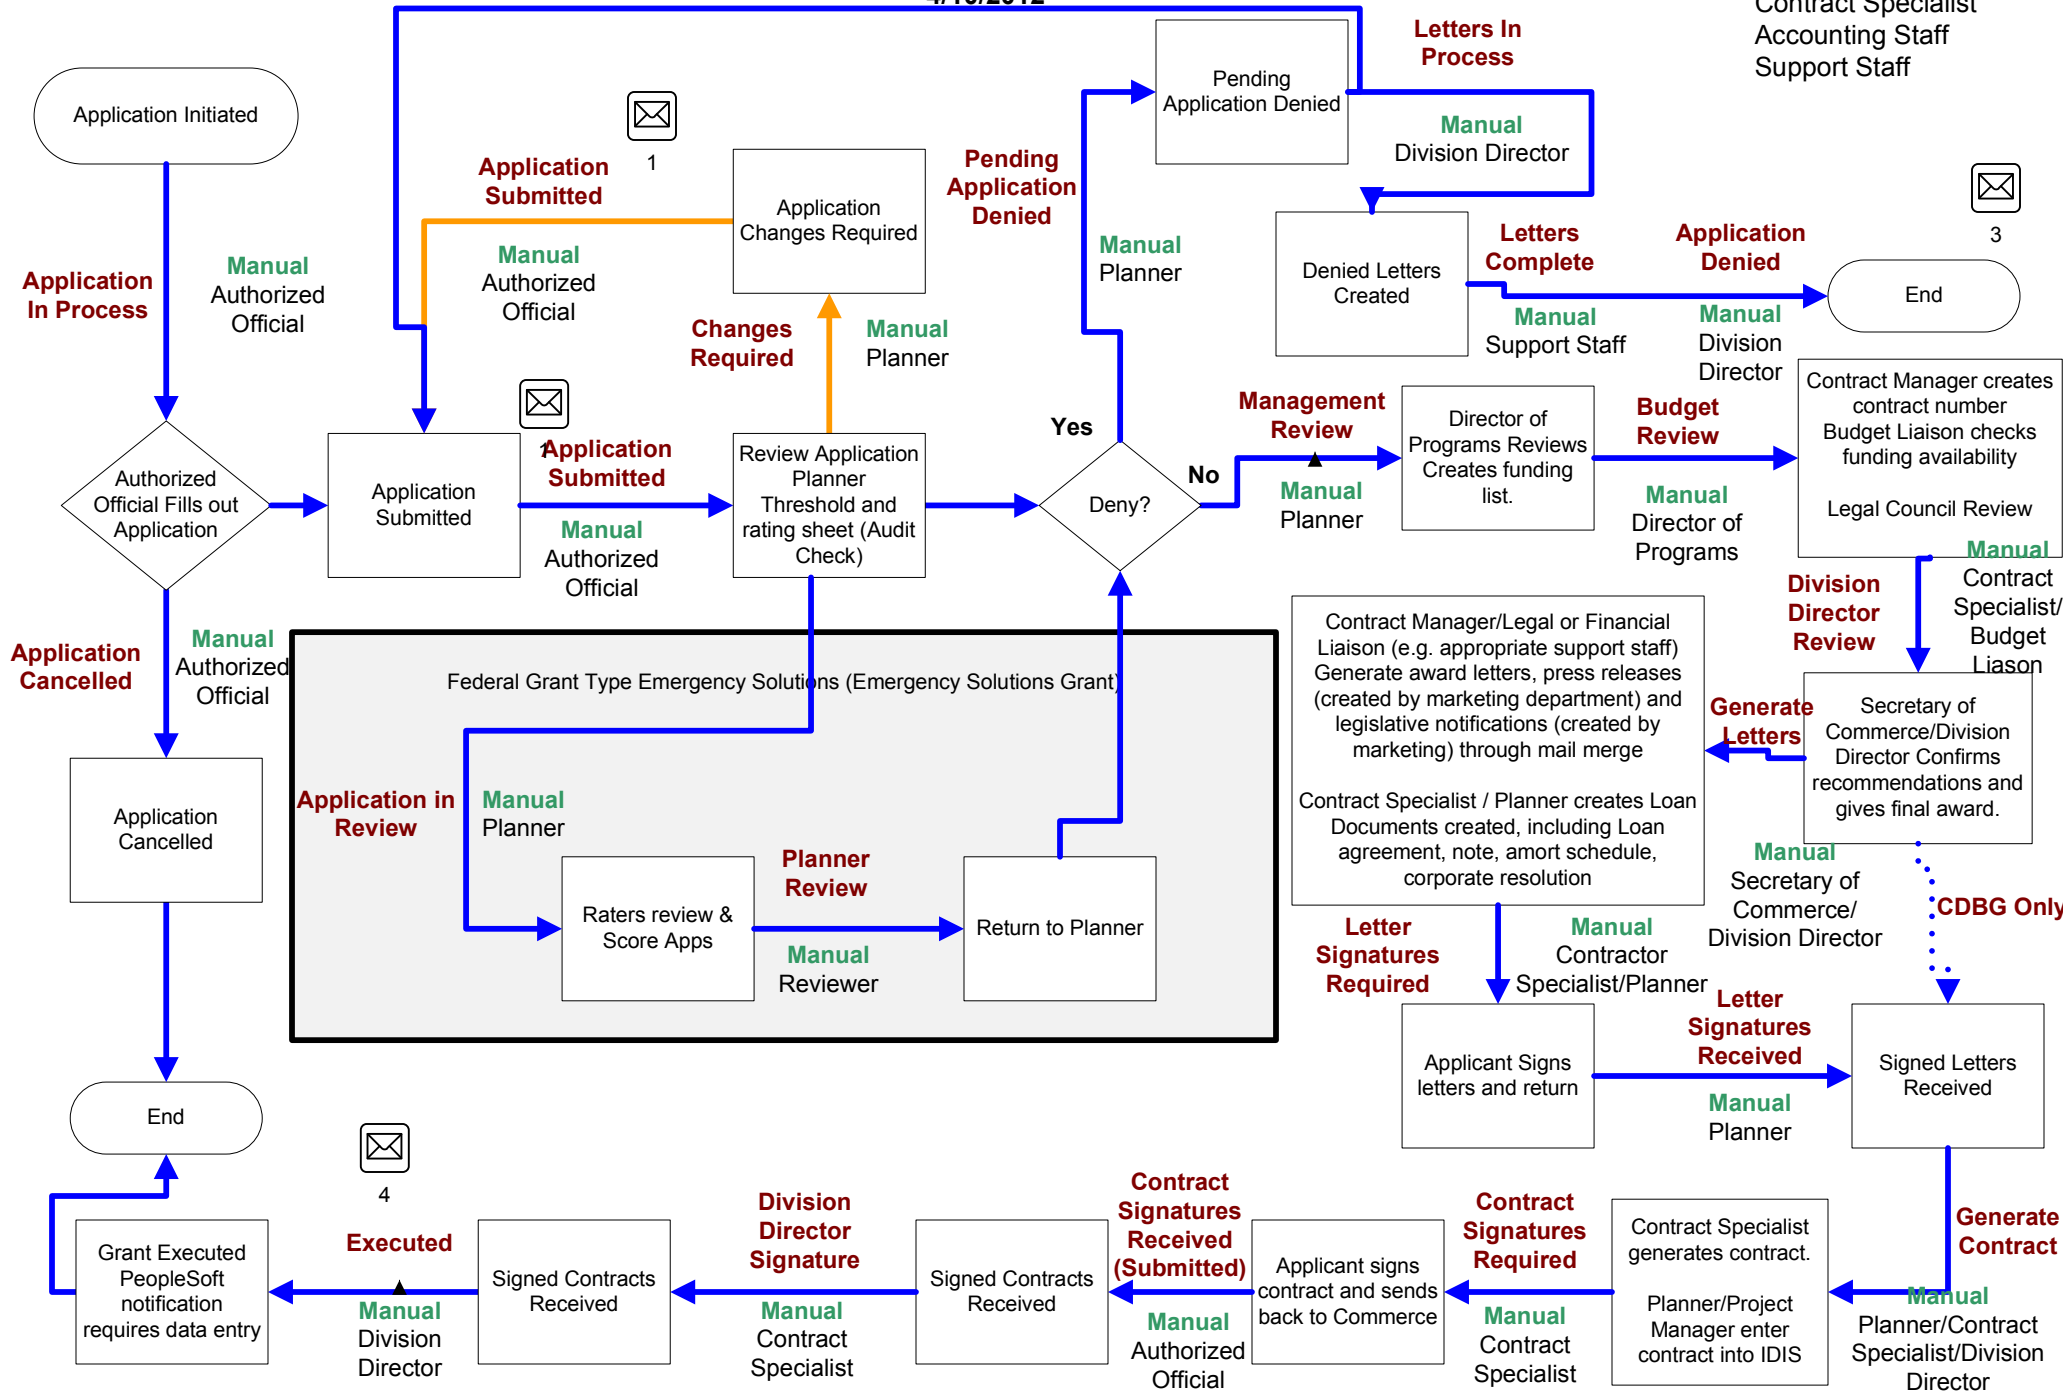 Contract Specialist
Accounting Staff
Support Staff
Letters In
Process
Pending
Application Denied
Application Initiated
Manual
Division Director
1
Application
Submitted
Pending
Application
Denied
Application
Changes Required
3
Letters
Complete
Application
Denied
Manual
Authorized
Official
Manual
Authorized
Official
Manual
Planner
Denied Letters
Created
End
Application
In Process
Changes
Required
Manual
Planner
Manual
Support Staff
Manual
Division
Director
Contract Manager creates
contract number
Budget Liaison checks
funding availability
Legal Council Review
Management
Review
Director of
Programs Reviews
Creates funding
list.
Budget
Review
Yes
No
1
Application
Submitted
Review Application
Planner
Threshold and
rating sheet (Audit
Check)
Authorized
Official Fills out
Application
Application
Submitted
Deny?
Manual
Planner
Manual
Director of
Programs
Manual
Authorized
Official
Manual
Contract
Specialist/
Budget
Liason
Division
Director
Review
Application
Cancelled
Manual
Authorized
Official
Federal Grant Type Emergency Solutions (Emergency Solutions Grant)
Contract Manager/Legal or Financial
Liaison (e.g. appropriate support staff)
Generate award letters, press releases
(created by marketing department) and
legislative notifications (created by
marketing) through mail merge
Contract Specialist / Planner creates Loan
Documents created, including Loan
agreement, note, amort schedule,
corporate resolution
Generate
Letters
Secretary of
Commerce/Division
Director Confirms
recommendations and
gives final award.
Application
Cancelled
Application in
Review
Manual
Planner
Planner
Review
Raters review &
Score Apps
Return to Planner
Manual
Reviewer
Manual
Secretary of
Commerce/
Division Director
CDBG Only
Letter
Signatures
Required
Manual
Contractor
Specialist/Planner
Letter
Signatures
Received
Applicant Signs
letters and return
Signed Letters
Received
Manual
Planner
End
4
Executed
Division
Director
Signature
Contract
Signatures
Received
(Submitted)
Contract
Signatures
Required
Generate
Contract
Grant Executed
PeopleSoft
notification
requires data entry
Signed Contracts
Received
Signed Contracts
Received
Applicant signs
contract and sends
back to Commerce
Contract Specialist
generates contract.
Planner/Project
Manager enter
contract into IDIS
Manual
Division
Director
Manual
Contract
Specialist
Manual
Authorized
Official
Manual
Contract
Specialist
Manual
Planner/Contract
Specialist/Division
Director